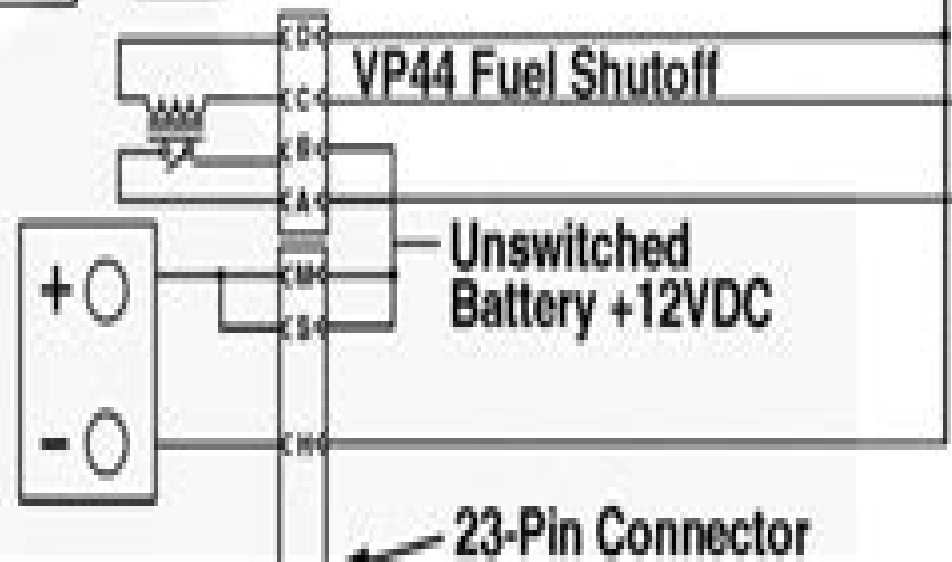 D
VP44 Fuel Shutoff
C
B
A
Unswitched
Battery +12VDC
+
M
-
H
23-Pin Connector